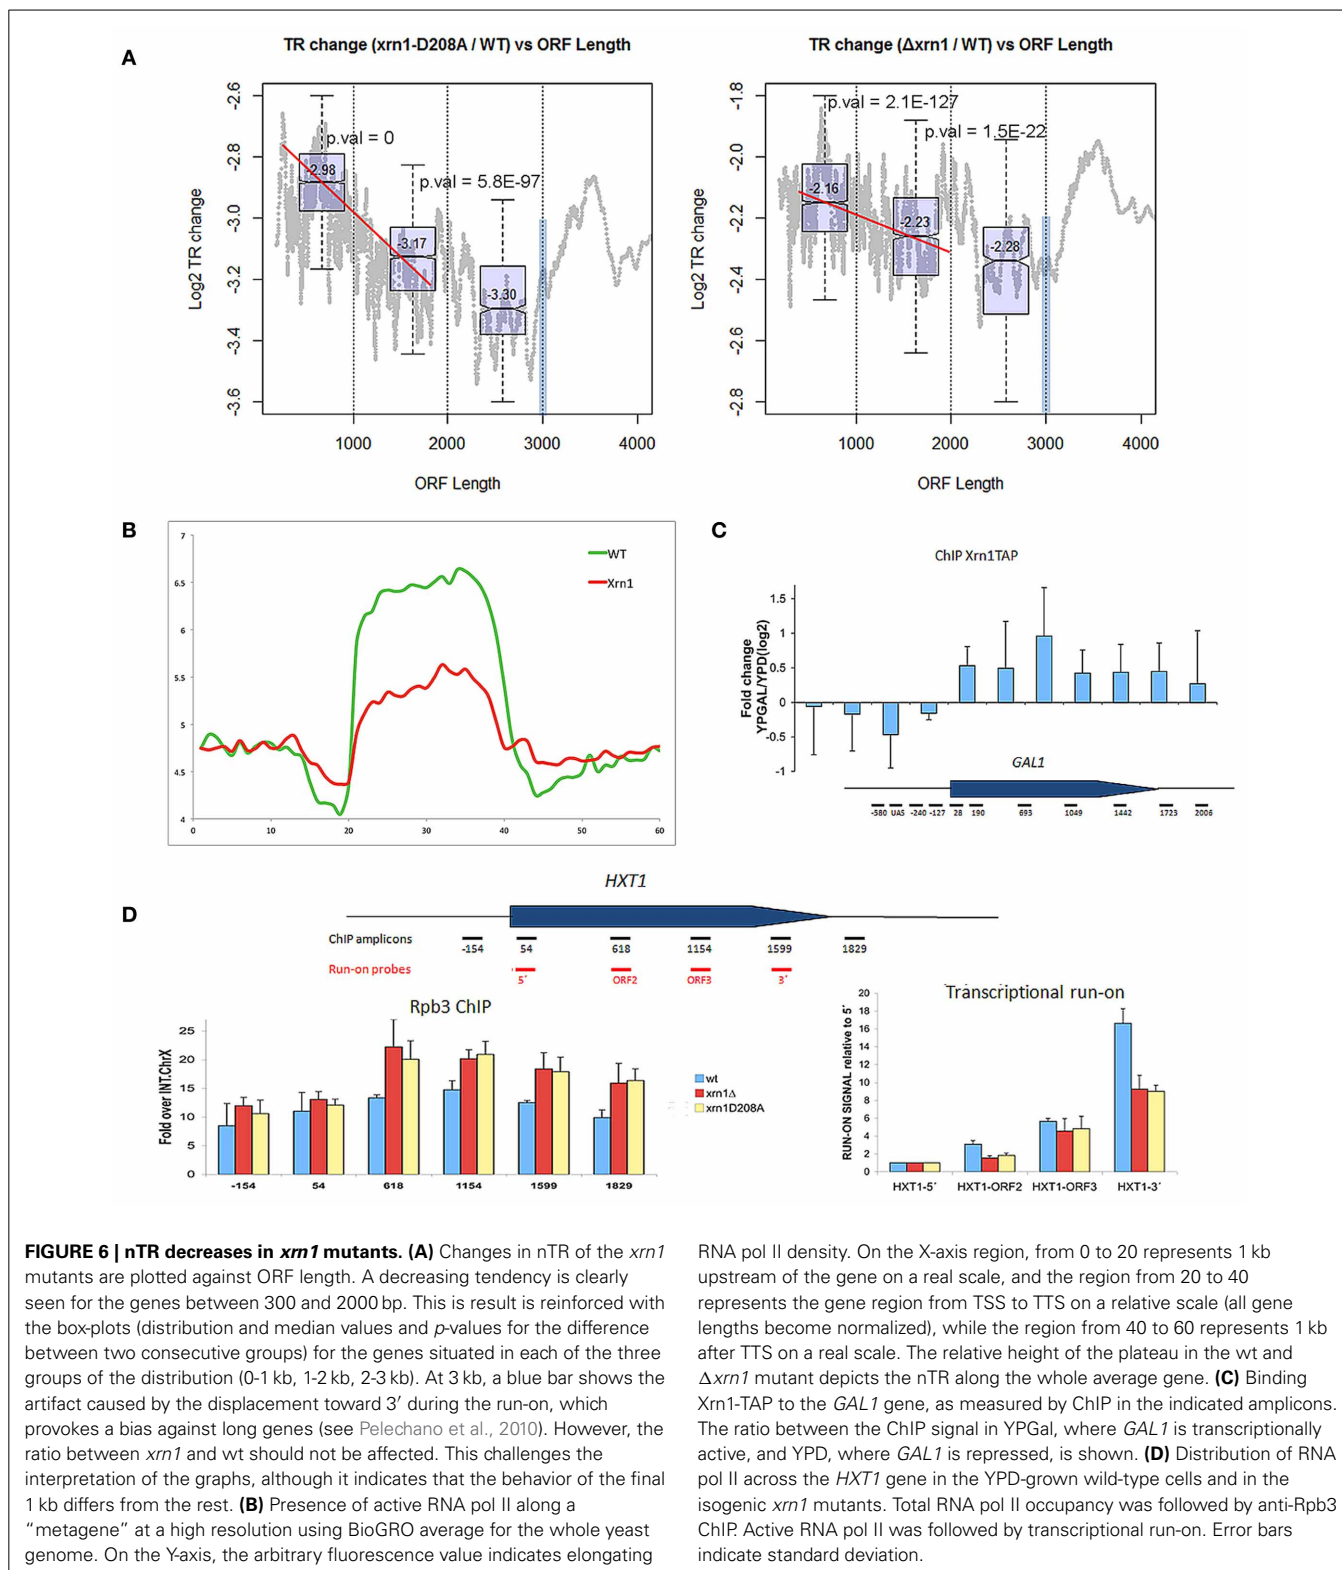 A
TR change (xrn1-D208A / WT) vs ORF Length
Log2 TR change
-2.6
-2.8
-3.0
-3.2
-3.4
-3.6
p.val = 0
-2.98
p.val = 5.8E-97
-3.17
-3.30
1000
2000
3000
4000
ORF Length
TR change (Δxrn1 / WT) vs ORF Length
Log2 TR change
-1.8
-2.0
-2.2
-2.4
-2.6
-2.8
p.val = 2.1E-127
-2.16
p.val = 1.5E-22
-2.23
-2.28
1000
2000
3000
4000
ORF Length
B
7
6.5
6
5.5
5
4.5
4
WT
Xrn1
0
10
20
30
40
50
60
C
ChIP Xrn1TAP
Fold change
YPGAL/YPD(log2)
1.5
1
0.5
0
-0.5
-1
GAL1
-580 UAS -240 -127 28 190 693 1049 1442 1723 2006
D
HXT1
ChIP amplicons
-154 54 618 1154 1599 1829
Run-on probes
5´ ORF2 ORF3 3´
Rpb3 ChIP
Fold over INT.ChrX
25
20
15
10
5
0
-154 54 618 1154 1599 1829
wt
xrn1Δ
xrn1D208A
Transcriptional run-on
RUN-ON SIGNAL relative to 5´
20
18
16
14
12
10
8
6
4
2
0
HXT1-5´ HXT1-ORF2 HXT1-ORF3 HXT1-3´
FIGURE 6 | nTR decreases in xrn1 mutants. (A) Changes in nTR of the xrn1
mutants are plotted against ORF length. A decreasing tendency is clearly
seen for the genes between 300 and 2000 bp. This is result is reinforced with
the box-plots (distribution and median values and p-values for the difference
between two consecutive groups) for the genes situated in each of the three
groups of the distribution (0-1 kb, 1-2 kb, 2-3 kb). At 3 kb, a blue bar shows the
artifact caused by the displacement toward 3′ during the run-on, which
provokes a bias against long genes (see Pelechano et al., 2010). However, the
ratio between xrn1 and wt should not be affected. This challenges the
interpretation of the graphs, although it indicates that the behavior of the final
1 kb differs from the rest. (B) Presence of active RNA pol II along a
“metagene” at a high resolution using BioGRO average for the whole yeast
genome. On the Y-axis, the arbitrary fluorescence value indicates elongating
RNA pol II density. On the X-axis region, from 0 to 20 represents 1 kb
upstream of the gene on a real scale, and the region from 20 to 40
represents the gene region from TSS to TTS on a relative scale (all gene
lengths become normalized), while the region from 40 to 60 represents 1 kb
after TTS on a real scale. The relative height of the plateau in the wt and
Δxrn1 mutant depicts the nTR along the whole average gene. (C) Binding
Xrn1-TAP to the GAL1 gene, as measured by ChIP in the indicated amplicons.
The ratio between the ChIP signal in YPGal, where GAL1 is transcriptionally
active, and YPD, where GAL1 is repressed, is shown. (D) Distribution of RNA
pol II across the HXT1 gene in the YPD-grown wild-type cells and in the
isogenic xrn1 mutants. Total RNA pol II occupancy was followed by anti-Rpb3
ChIP. Active RNA pol II was followed by transcriptional run-on. Error bars
indicate standard deviation.